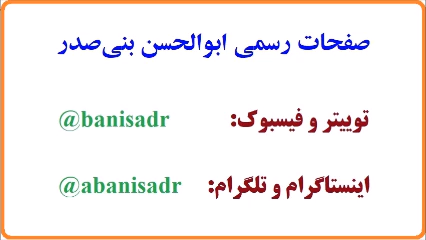 صفحات رسمی ابوالحسن بنی‌صدر
توییتر و فیسبوک: @banisadr
اینستاگرام و تلگرام: @abanisadr